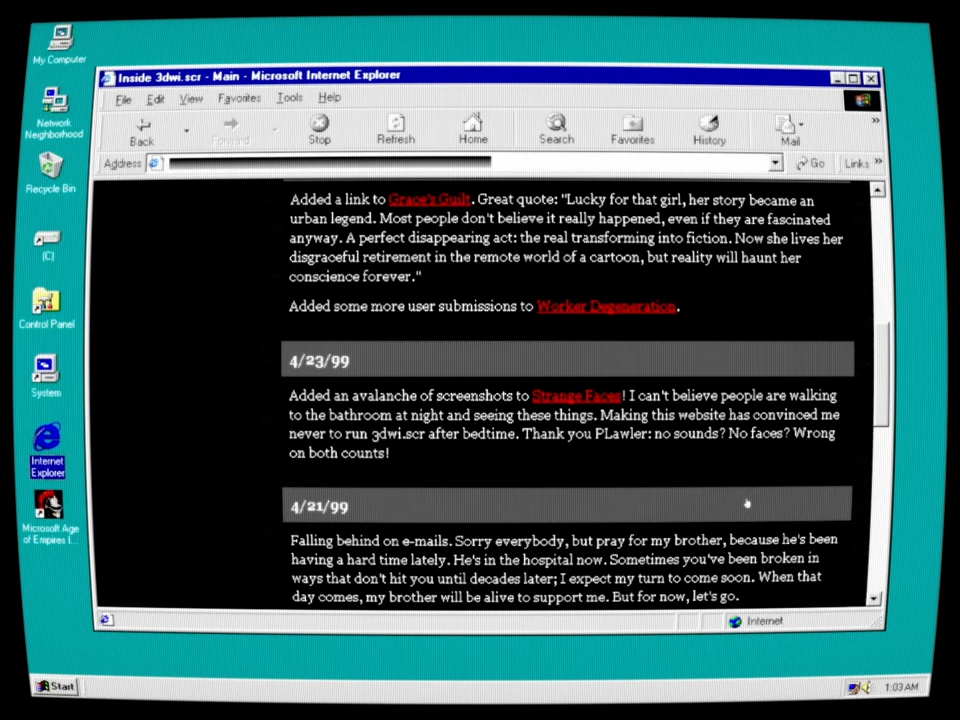 My Computer
Network
Neighborhood
Recycle Bin
(C)
Control Panel
System
Internet
Explorer
Microsoft Age
of Empires I...
Inside 3dwi.scr - Main - Microsoft Internet Explorer
File Edit View Favorites Tools Help
Back Forward Stop Refresh Home Search Favorites History Mail »
Address Go Links »
Added a link to Grace's Guilt. Great quote: "Lucky for that girl, her story became an
urban legend. Most people don't believe it really happened, even if they are fascinated
anyway. A perfect disappearing act: the real transforming into fiction. Now she lives her
disgraceful retirement in the remote world of a cartoon, but reality will haunt her
conscience forever."
Added some more user submissions to Worker Degeneration.
4/23/99
Added an avalanche of screenshots to Strange Faces! I can't believe people are walking
to the bathroom at night and seeing these things. Making this website has convinced me
never to run 3dwi.scr after bedtime. Thank you PLawler: no sounds? No faces? Wrong
on both counts!
4/21/99
Falling behind on e-mails. Sorry everybody, but pray for my brother, because he's been
having a hard time lately. He's in the hospital now. Sometimes you've been broken in
ways that don't hit you until decades later; I expect my turn to come soon. When that
day comes, my brother will be alive to support me. But for now, let's go.
Internet
Start
1:03 AM